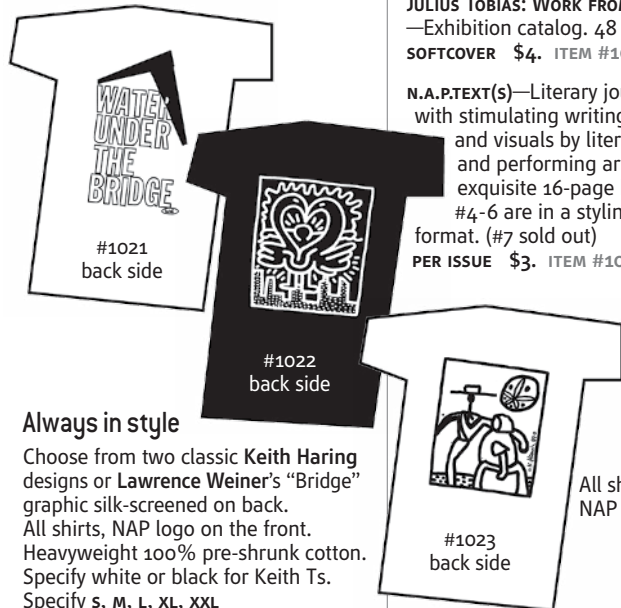 WATER
UNDER
THE
BRIDGE
#1021
back side
#1022
back side
Always in style
Choose from two classic Keith Haring
designs or Lawrence Weiner's “Bridge”
graphic silk-screened on back.
All shirts, NAP logo on the front.
Heavyweight 100% pre-shrunk cotton.
Specify white or black for Keith Ts.
Specify S, M, L, XL, XXL
JULIUS TOBIAS: WORK FROM
—Exhibition catalog. 48
SOFTCOVER $4. ITEM #1
N.A.P.TEXT(S)—Literary jou
with stimulating writing
and visuals by liter
and performing ar
exquisite 16-page
#4-6 are in a stylin
format. (#7 sold out)
PER ISSUE $3. ITEM #10
#1023
back side
All sh
NAP